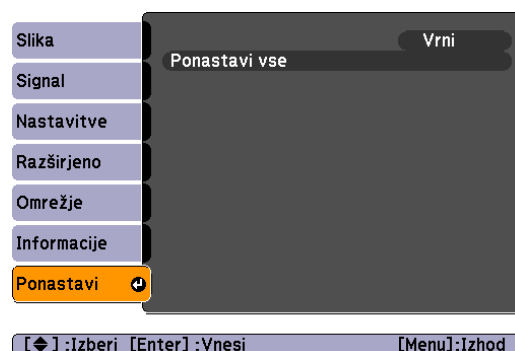 Slika
Signal
Nastavitve
Razširjeno
Omrežje
Informacije
Ponastavi
Vrni
Ponastavi vse
[◆] :Izberi [Enter] :Vnesi [Menu]:Izhod